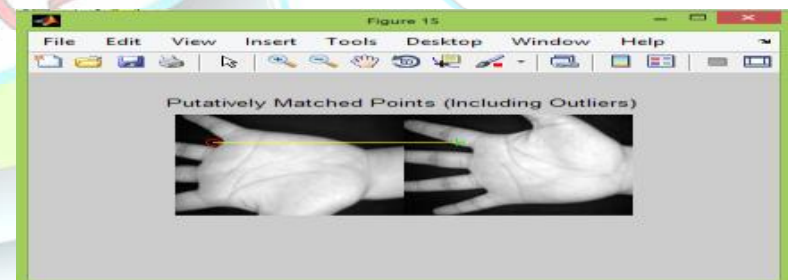 Figure 15
File Edit View Insert Tools Desktop Window Help
Putatively Matched Points (Including Outliers)